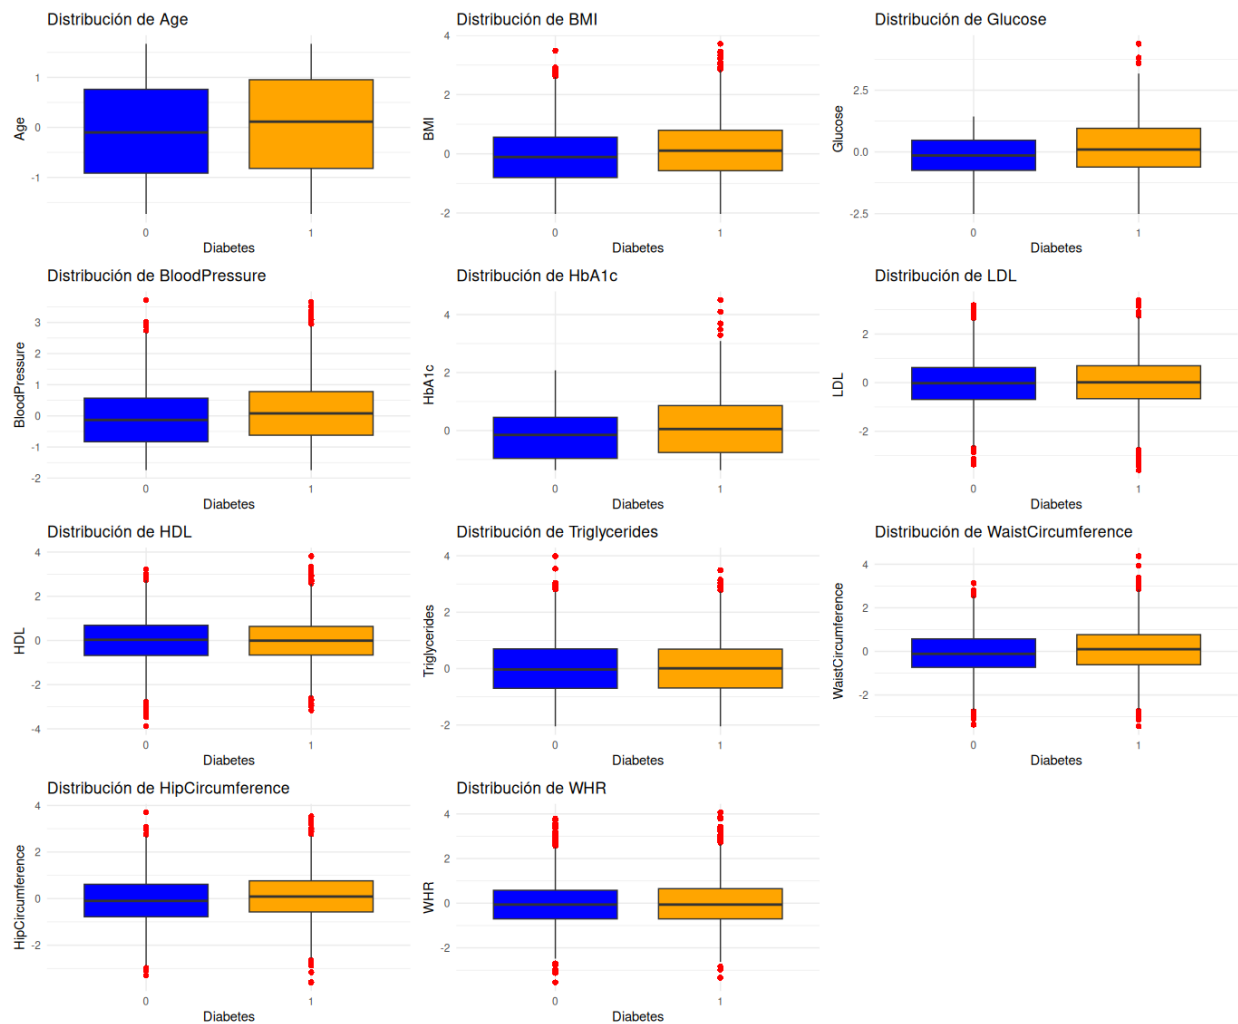 Distribución de Age
1
0
-1
Age
0
1
Diabetes
Distribución de BMI
4
2
0
-2
BMI
0
1
Diabetes
Distribución de Glucose
2.5
0.0
-2.5
Glucose
0
1
Diabetes
Distribución de BloodPressure
3
2
1
0
-1
-2
BloodPressure
0
1
Diabetes
Distribución de HbA1c
4
2
0
HbA1c
0
1
Diabetes
Distribución de LDL
2
0
-2
LDL
0
1
Diabetes
Distribución de HDL
4
2
0
-2
-4
HDL
0
1
Diabetes
Distribución de Triglycerides
4
2
0
-2
Triglycerides
0
1
Diabetes
Distribución de WaistCircumference
4
2
0
-2
WaistCircumference
0
1
Diabetes
Distribución de HipCircumference
4
2
0
-2
HipCircumference
0
1
Diabetes
Distribución de WHR
4
2
0
-2
WHR
0
1
Diabetes